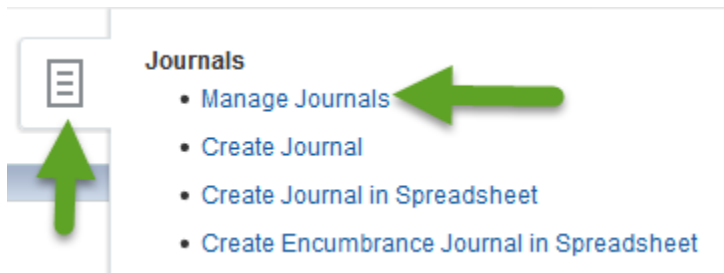 Journals
• Manage Journals
• Create Journal
• Create Journal in Spreadsheet
• Create Encumbrance Journal in Spreadsheet